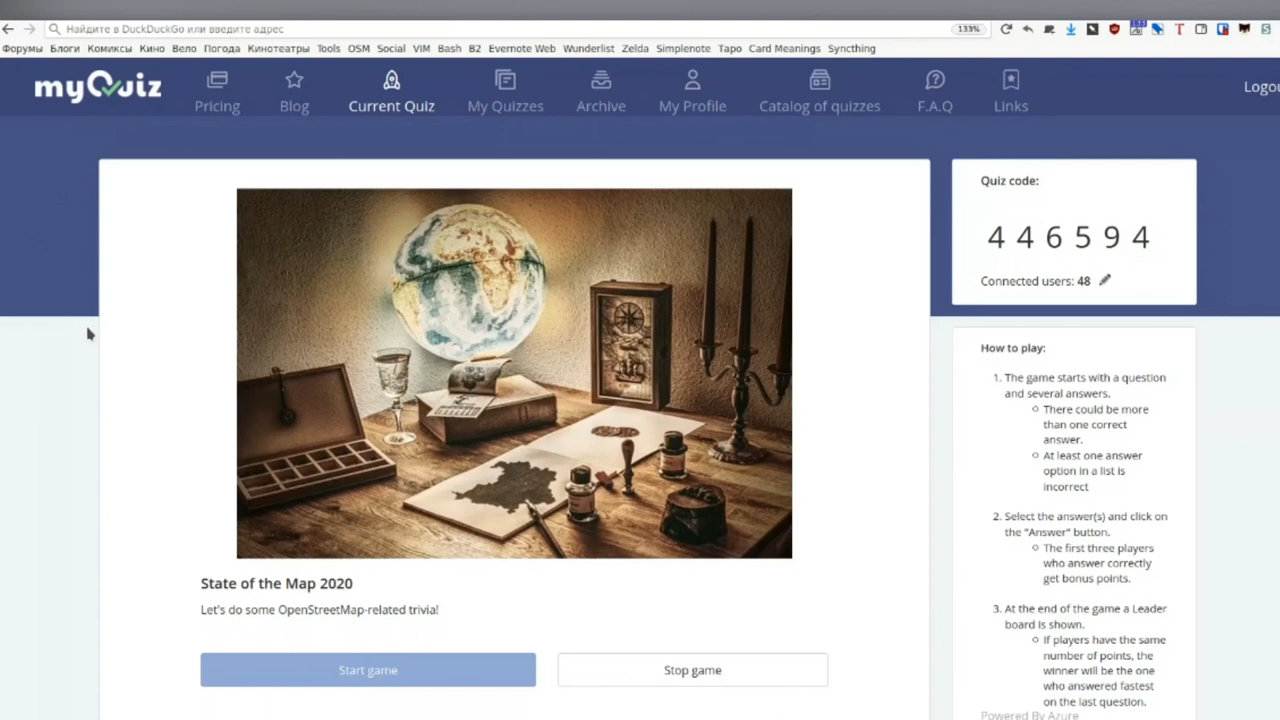 Найдите в DuckDuckGo или введите адрес
133%
Форумы Блоги Комиксы Кино Вело Погода Кинотеатры Tools OSM Social VIM Bash B2 Evernote Web Wunderlist Zelda Simplenote Таро Card Meanings Syncthing
myQuiz
Pricing Blog Current Quiz My Quizzes Archive My Profile Catalog of quizzes F.A.Q Links
Logou
Quiz code:
446594
Connected users: 48
How to play:
1. The game starts with a question
and several answers.
There could be more
than one correct
answer.
At least one answer
option in a list is
incorrect
2. Select the answer(s) and click on
the "Answer" button.
The first three players
who answer correctly
get bonus points.
3. At the end of the game a Leader
board is shown.
If players have the same
number of points, the
winner will be the one
who answered fastest
on the last question.
Powered By Azure
State of the Map 2020
Let's do some OpenStreetMap-related trivia!
Start game
Stop game